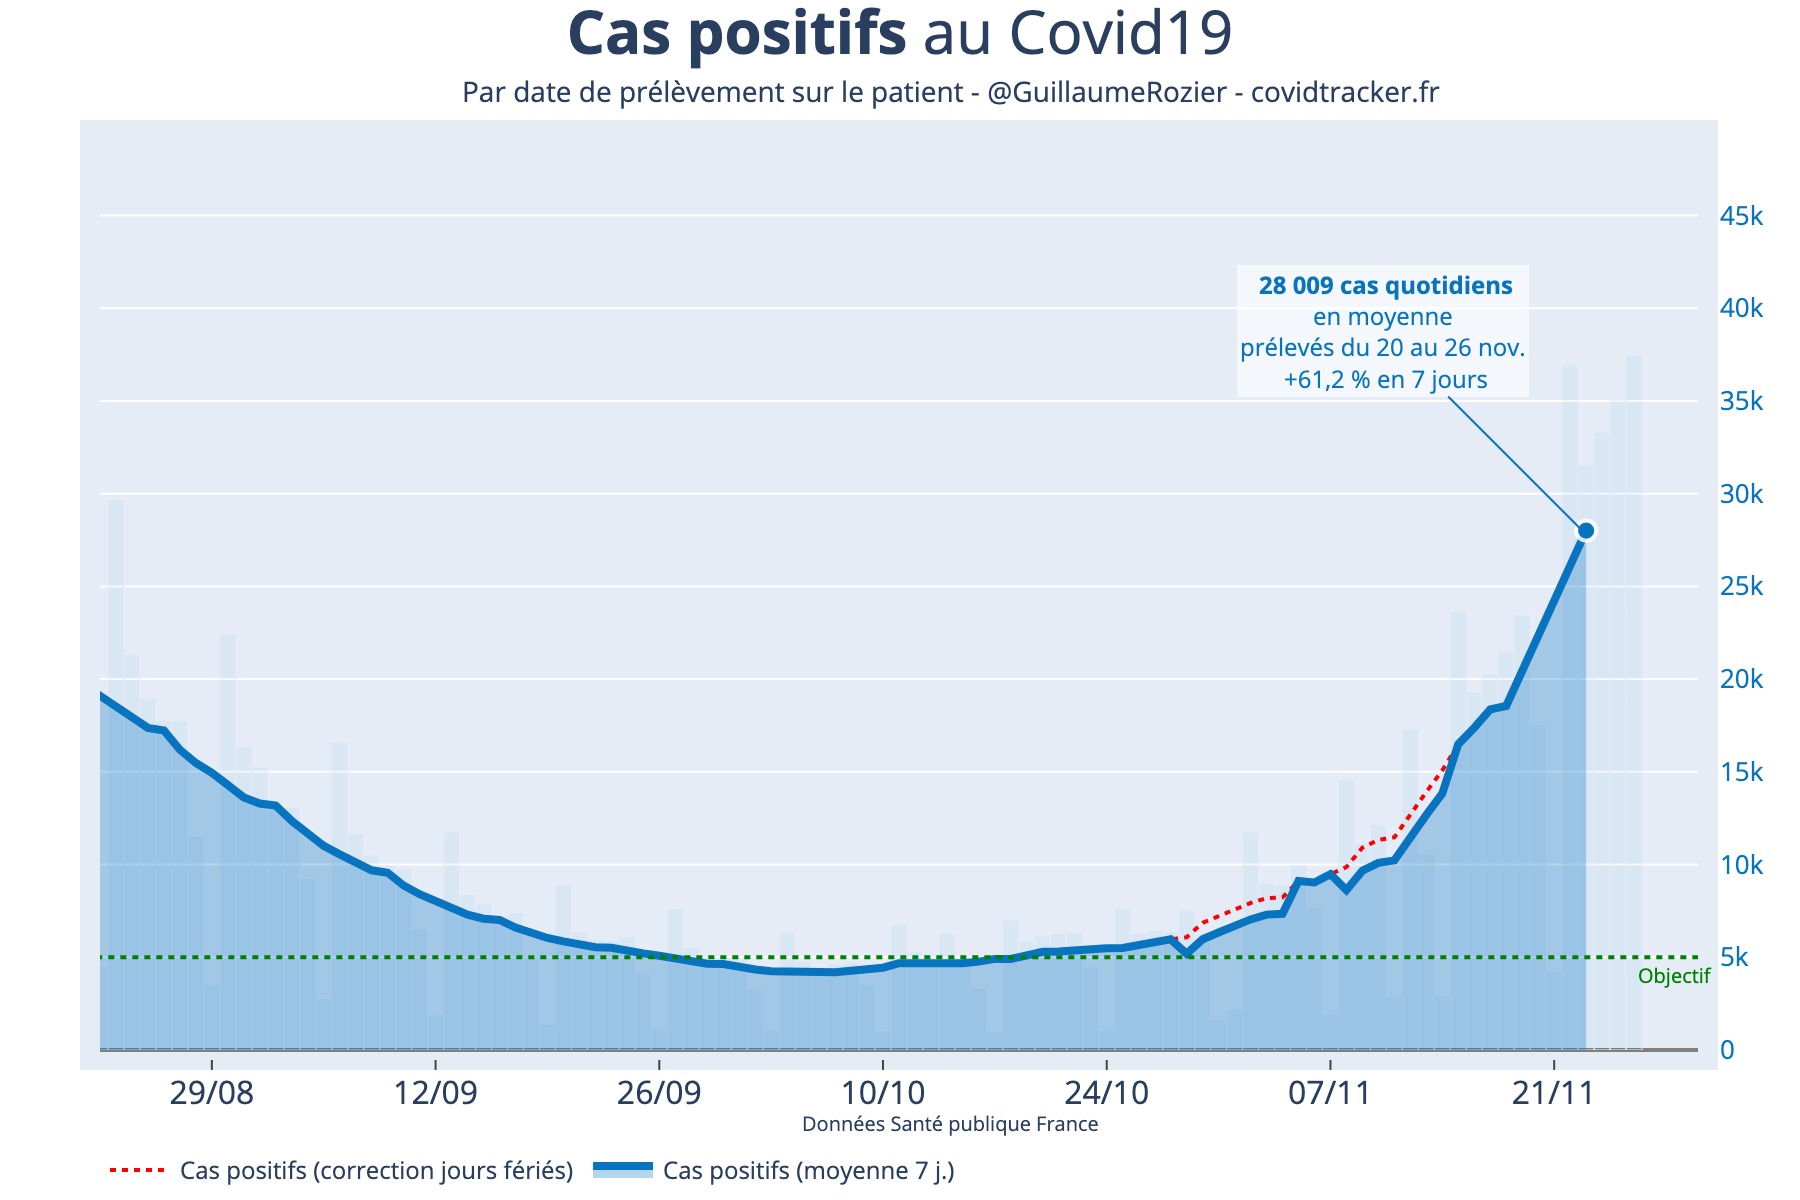 Cas positifs au Covid19
Par date de prélèvement sur le patient - @GuillaumeRozier - covidtracker.fr
45k
28 009 cas quotidiens
en moyenne
prélevés du 20 au 26 nov.
+61,2 % en 7 jours
40k
35k
30k
25k
20k
15k
10k
5k
Objectif
0
29/08 12/09 26/09 10/10 24/10 07/11 21/11
Données Santé publique France
Cas positifs (correction jours fériés) Cas positifs (moyenne 7 j.)